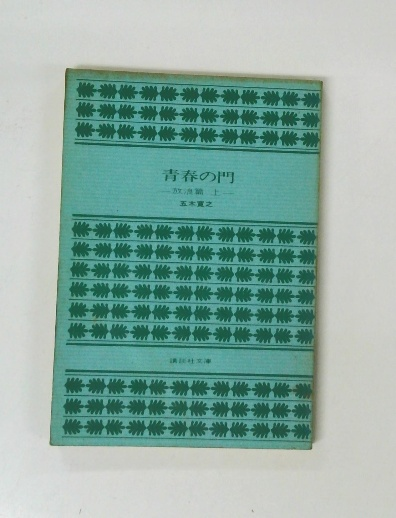 青春の門
—放浪篇 上—
五木寛之
講談社文庫